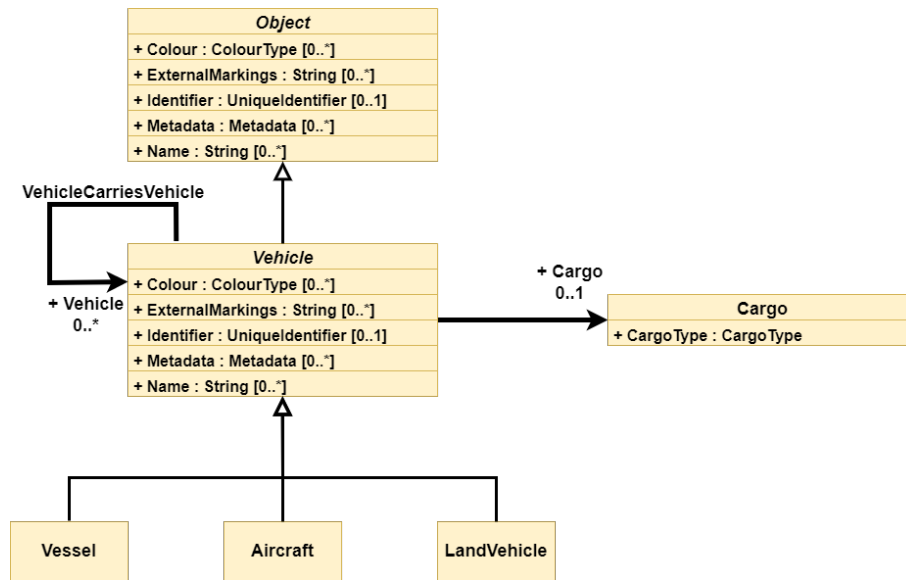 Object
+ Colour : ColourType [0..*]
+ ExternalMarkings : String [0..*]
+ Identifier : UniqueIdentifier [0..1]
+ Metadata : Metadata [0..*]
+ Name : String [0..*]
VehicleCarriesVehicle
Vehicle
+ Colour : ColourType [0..*]
+ ExternalMarkings : String [0..*]
+ Identifier : UniqueIdentifier [0..1]
+ Metadata : Metadata [0..*]
+ Name : String [0..*]
+ Vehicle
0..*
+ Cargo
0..1
Cargo
+ CargoType : CargoType
Vessel
Aircraft
LandVehicle